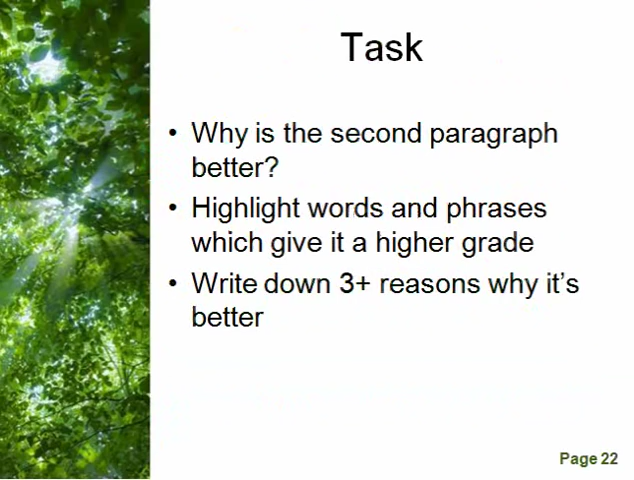 Task
• Why is the second paragraph
better?
• Highlight words and phrases
which give it a higher grade
• Write down 3+ reasons why it's
better
Page 22